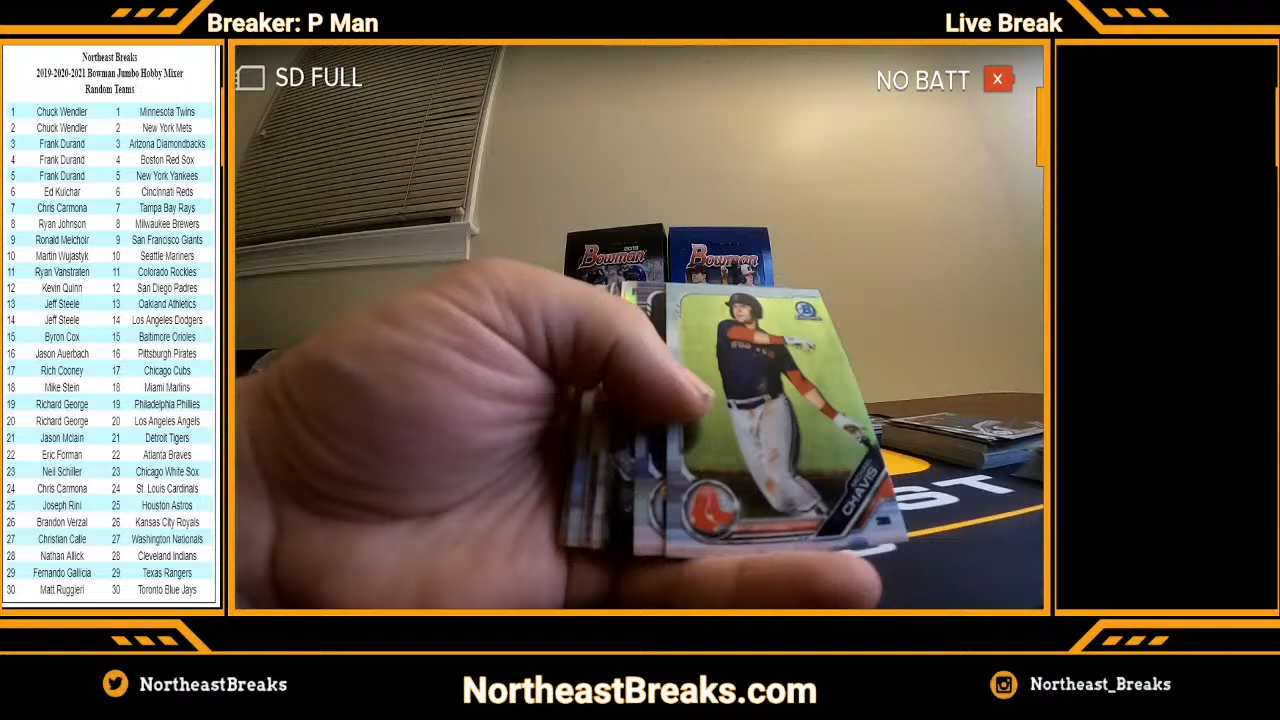 Breaker: P Man
Live Break
Northeast Breaks
2019-2020-2021 Bowman Jumbo Hobby Mixer
Random Teams
1 Chuck Wendler 1 Minnesota Twins
2 Chuck Wendler 2 New York Mets
3 Frank Durand 3 Arizona Diamondbacks
4 Frank Durand 4 Boston Red Sox
5 Frank Durand 5 New York Yankees
6 Ed Kulchar 6 Cincinnati Reds
7 Chris Carmona 7 Tampa Bay Rays
8 Ryan Johnson 8 Milwaukee Brewers
9 Ronald Melchoir 9 San Francisco Giants
10 Martin Wujastyk 10 Seattle Mariners
11 Ryan Vanstralen 11 Colorado Rockies
12 Kevin Quinn 12 San Diego Padres
13 Jeff Steele 13 Oakland Athletics
14 Jeff Steele 14 Los Angeles Dodgers
15 Byron Cox 15 Baltimore Orioles
16 Jason Auerbach 16 Pittsburgh Pirates
17 Rich Cooney 17 Chicago Cubs
18 Mike Stein 18 Miami Marlins
19 Richard George 19 Philadelphia Phillies
20 Richard George 20 Los Angeles Angels
21 Jason Mclain 21 Detroit Tigers
22 Eric Forman 22 Atlanta Braves
23 Neil Schiller 23 Chicago White Sox
24 Chris Carmona 24 St. Louis Cardinals
25 Joseph Rini 25 Houston Astros
26 Brandon Verzal 26 Kansas City Royals
27 Christian Calle 27 Washington Nationals
28 Nathan Allick 28 Cleveland Indians
29 Fernando Gallicia 29 Texas Rangers
30 Matt Ruggieri 30 Toronto Blue Jays
SD FULL
NO BATT
2019
Bowman
Bowman
CHAVIS
ST
NortheastBreaks
NortheastBreaks.com
Northeast_Breaks